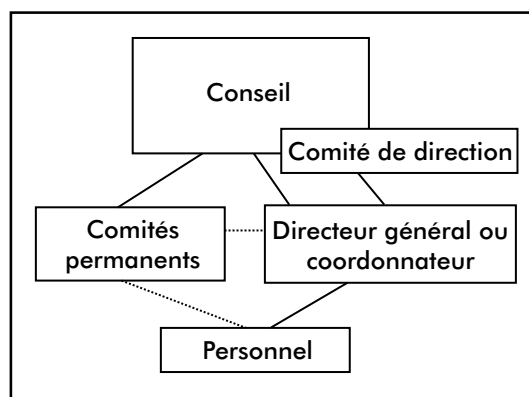 Conseil
Comité de direction
Comités
permanents
Directeur général ou
coordonnateur
Personnel